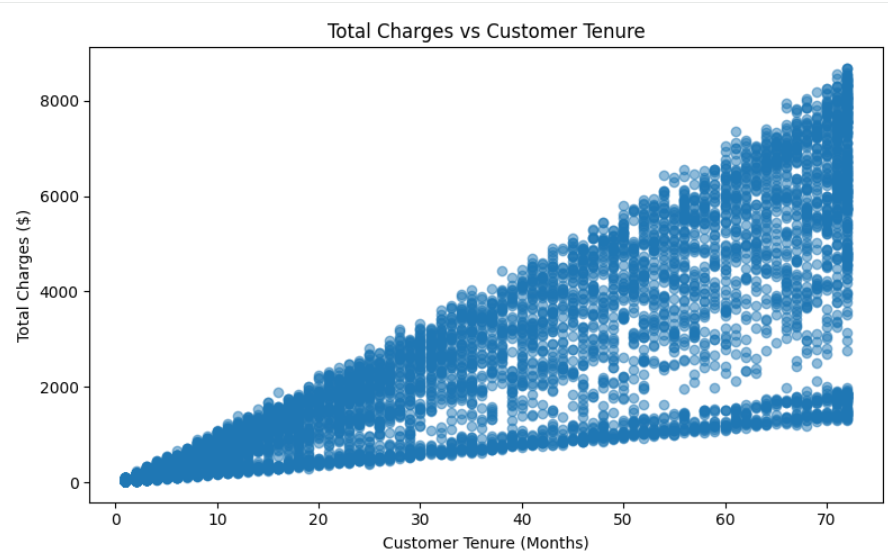 Total Charges vs Customer Tenure
8000
6000
4000
2000
0
Total Charges ($)
0 10 20 30 40 50 60 70
Customer Tenure (Months)